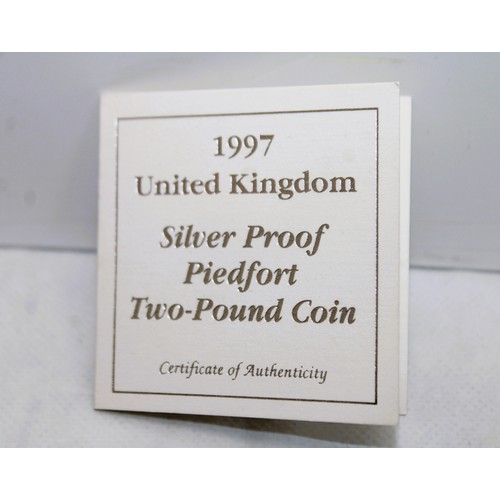 1997
United Kingdom
Silver Proof
Piedfort
Two-Pound Coin
Certificate of Authenticity